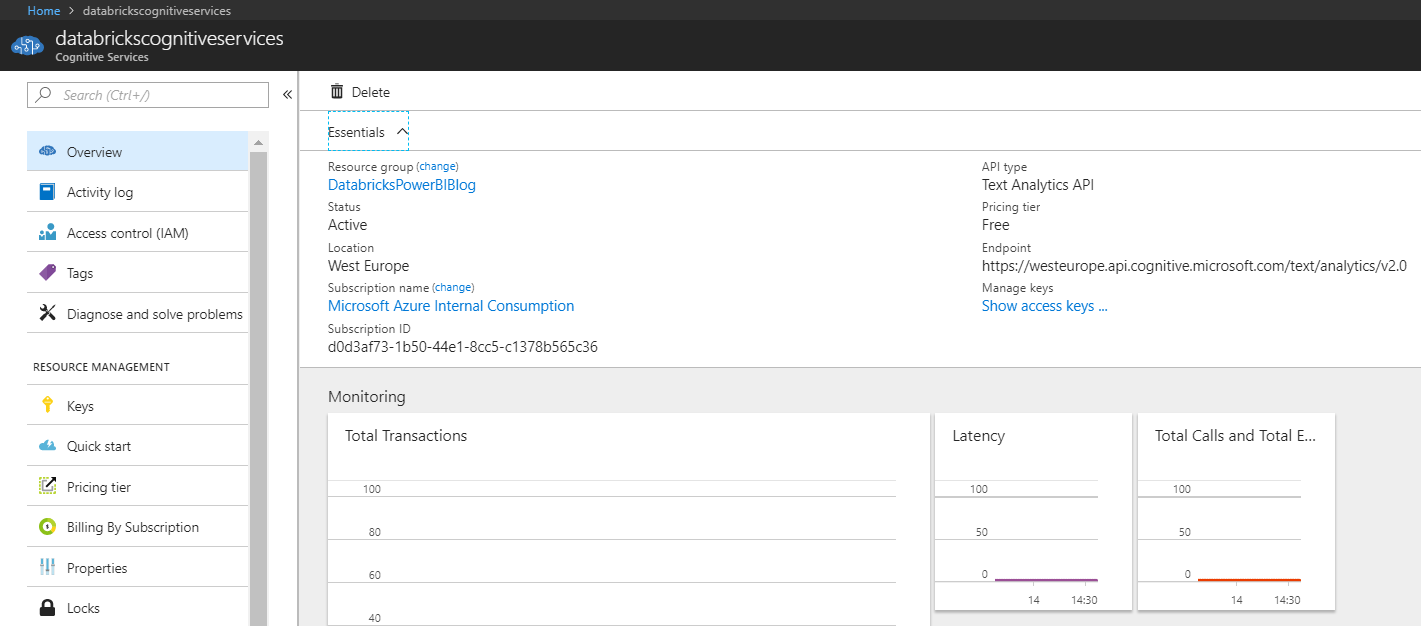 Home > databrickscognitiveservices
databrickscognitiveservices
Cognitive Services
Search (Ctrl+/)
«
Overview
Activity log
Access control (IAM)
Tags
Diagnose and solve problems
RESOURCE MANAGEMENT
Keys
Quick start
Pricing tier
Billing By Subscription
Properties
Locks
Delete
Essentials
Resource group (change)
DatabricksPowerBIBlog
Status
Active
Location
West Europe
Subscription name (change)
Microsoft Azure Internal Consumption
Subscription ID
d0d3af73-1b50-44e1-8cc5-c1378b565c36
API type
Text Analytics API
Pricing tier
Free
Endpoint
https://westeurope.api.cognitive.microsoft.com/text/analytics/v2.0
Manage keys
Show access keys ...
Monitoring
Total Transactions
100
80
60
40
Latency
100
50
0
14 14:30
Total Calls and Total E...
100
50
0
14 14:30